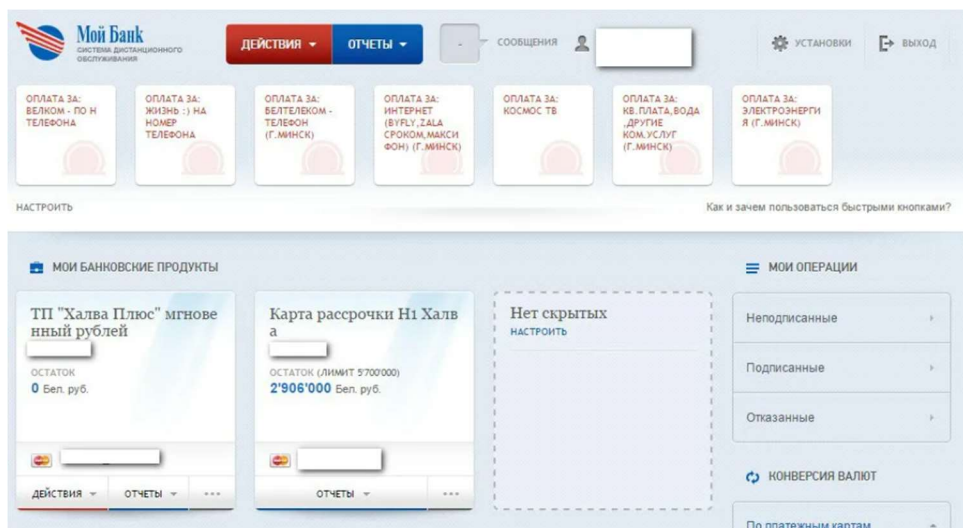 Мой Банк
СИСТЕМА ДИСТАНЦИОННОГО
ОБСЛУЖИВАНИЯ
ДЕЙСТВИЯ
ОТЧЕТЫ
-
СООБЩЕНИЯ
УСТАНОВКИ
ВЫХОД
ОПЛАТА ЗА:
ВЕЛКОМ - ПО Н
ТЕЛЕФОНА
ОПЛАТА ЗА:
ЖИЗНЬ :) НА
НОМЕР
ТЕЛЕФОНА
ОПЛАТА ЗА:
БЕЛТЕЛЕКОМ -
ТЕЛЕФОН
(Г.МИНСК)
ОПЛАТА ЗА:
ИНТЕРНЕТ
(BYFLY,ZALA
СРОКОМ,МАКСИ
ФОН) (Г.МИНСК)
ОПЛАТА ЗА:
КОСМОС ТВ
ОПЛАТА ЗА:
КВ.ПЛАТА,ВОДА
,ДРУГИЕ
КОМ.УСЛУГ
(Г.МИНСК)
ОПЛАТА ЗА:
ЭЛЕКТРОЭНЕРГИ
Я (Г.МИНСК)
НАСТРОИТЬ
Как и зачем пользоваться быстрыми кнопками?
МОИ БАНКОВСКИЕ ПРОДУКТЫ
ТП "Халва Плюс" мгнове
нный рублей
ОСТАТОК
0 Бел. руб.
ДЕЙСТВИЯ
ОТЧЕТЫ
...
Карта рассрочки Н1 Халв
а
ОСТАТОК (ЛИМИТ 5'700'000)
2'906'000 Бел. руб.
ОТЧЕТЫ
...
Нет скрытых
НАСТРОИТЬ
МОИ ОПЕРАЦИИ
Неподписанные
Подписанные
Отказанные
КОНВЕРСИЯ ВАЛЮТ
По платежным картам